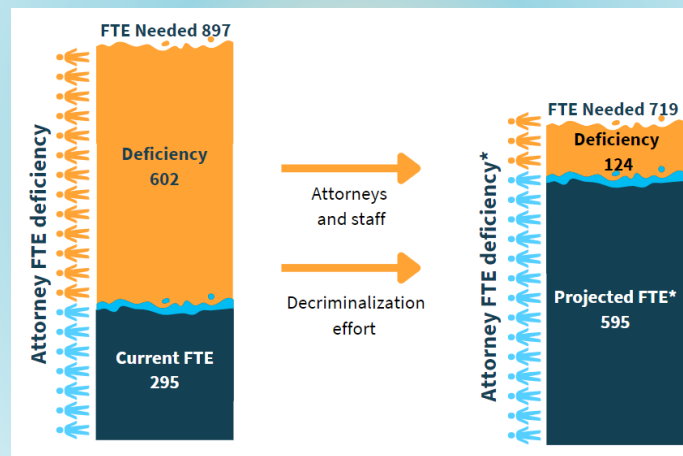 FTE Needed 897
Attorney FTE deficiency
Deficiency
602
Current FTE
295
Attorneys
and staff
Decriminalization
effort
FTE Needed 719
Attorney FTE deficiency*
Deficiency
124
Projected FTE*
595